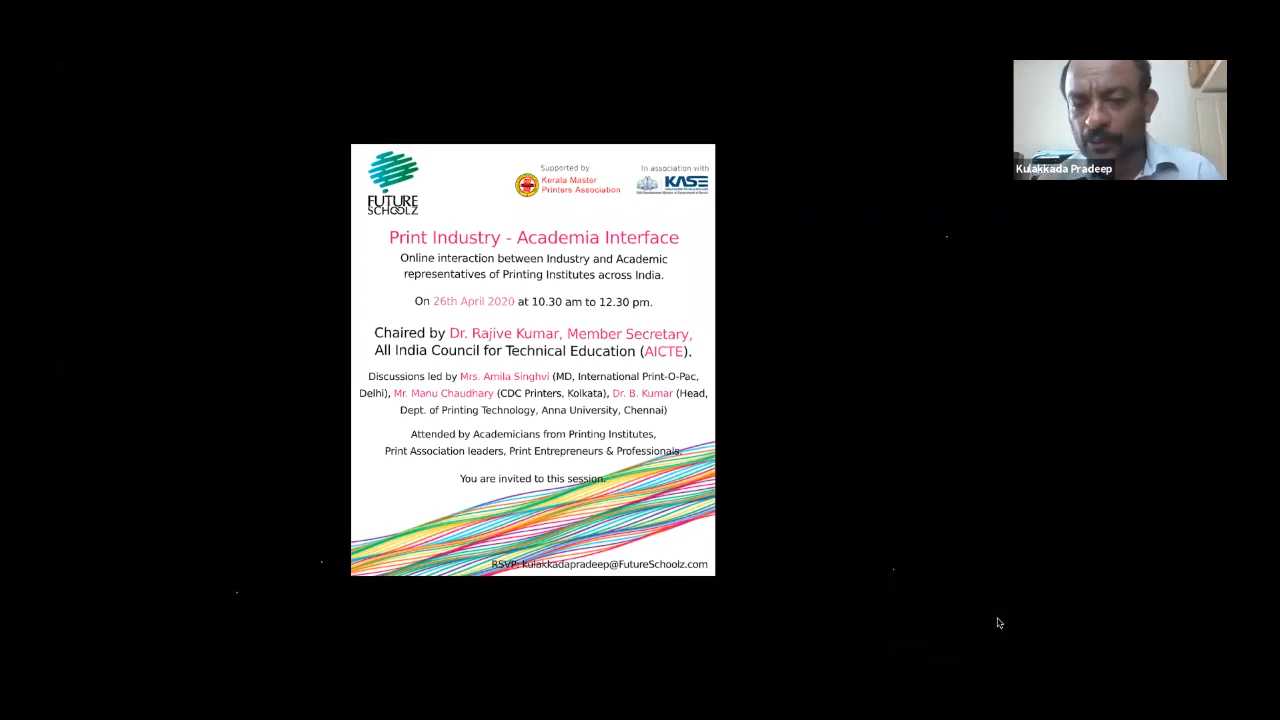 Kulakkada Pradeep
FUTURE
SCHOOLZ
Supported by
Kerala Master
Printers Association
In association with
KASE
Print Industry - Academia Interface
Online interaction between Industry and Academic
representatives of Printing Institutes across India.
On 26th April 2020 at 10.30 am to 12.30 pm.
Chaired by Dr. Rajive Kumar, Member Secretary,
All India Council for Technical Education (AICTE).
Discussions led by Mrs. Amila Singhvi (MD, International Print-O-Pac,
Delhi), Mr. Manu Chaudhary (CDC Printers, Kolkata), Dr. B. Kumar (Head,
Dept. of Printing Technology, Anna University, Chennai)
Attended by Academicians from Printing Institutes,
Print Association leaders, Print Entrepreneurs & Professionals.
You are invited to this session.
RSVP: kulakkadapradeep@FutureSchoolz.com